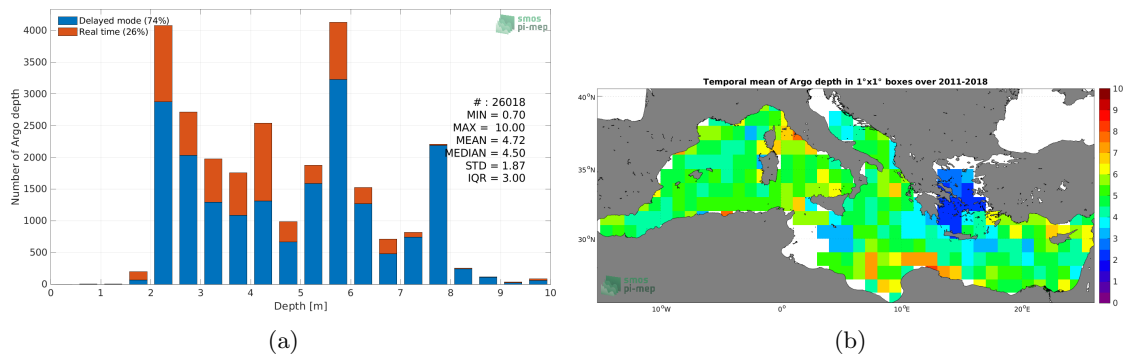 Delayed mode (74%)
Real time (26%)
smos
pi-mep
Number of Argo depth
4000
3500
3000
2500
2000
1500
1000
500
0
# : 26018
MIN = 0.70
MAX = 10.00
MEAN = 4.72
MEDIAN = 4.50
STD = 1.87
IQR = 3.00
0 1 2 3 4 5 6 7 8 9 10
Depth [m]
(a)
Temporal mean of Argo depth in 1°x1° boxes over 2011-2018
40°N
35°N
30°N
10°W 0° 10°E 20°E
smos
pi-mep
10
9
8
7
6
5
4
3
2
1
0
(b)